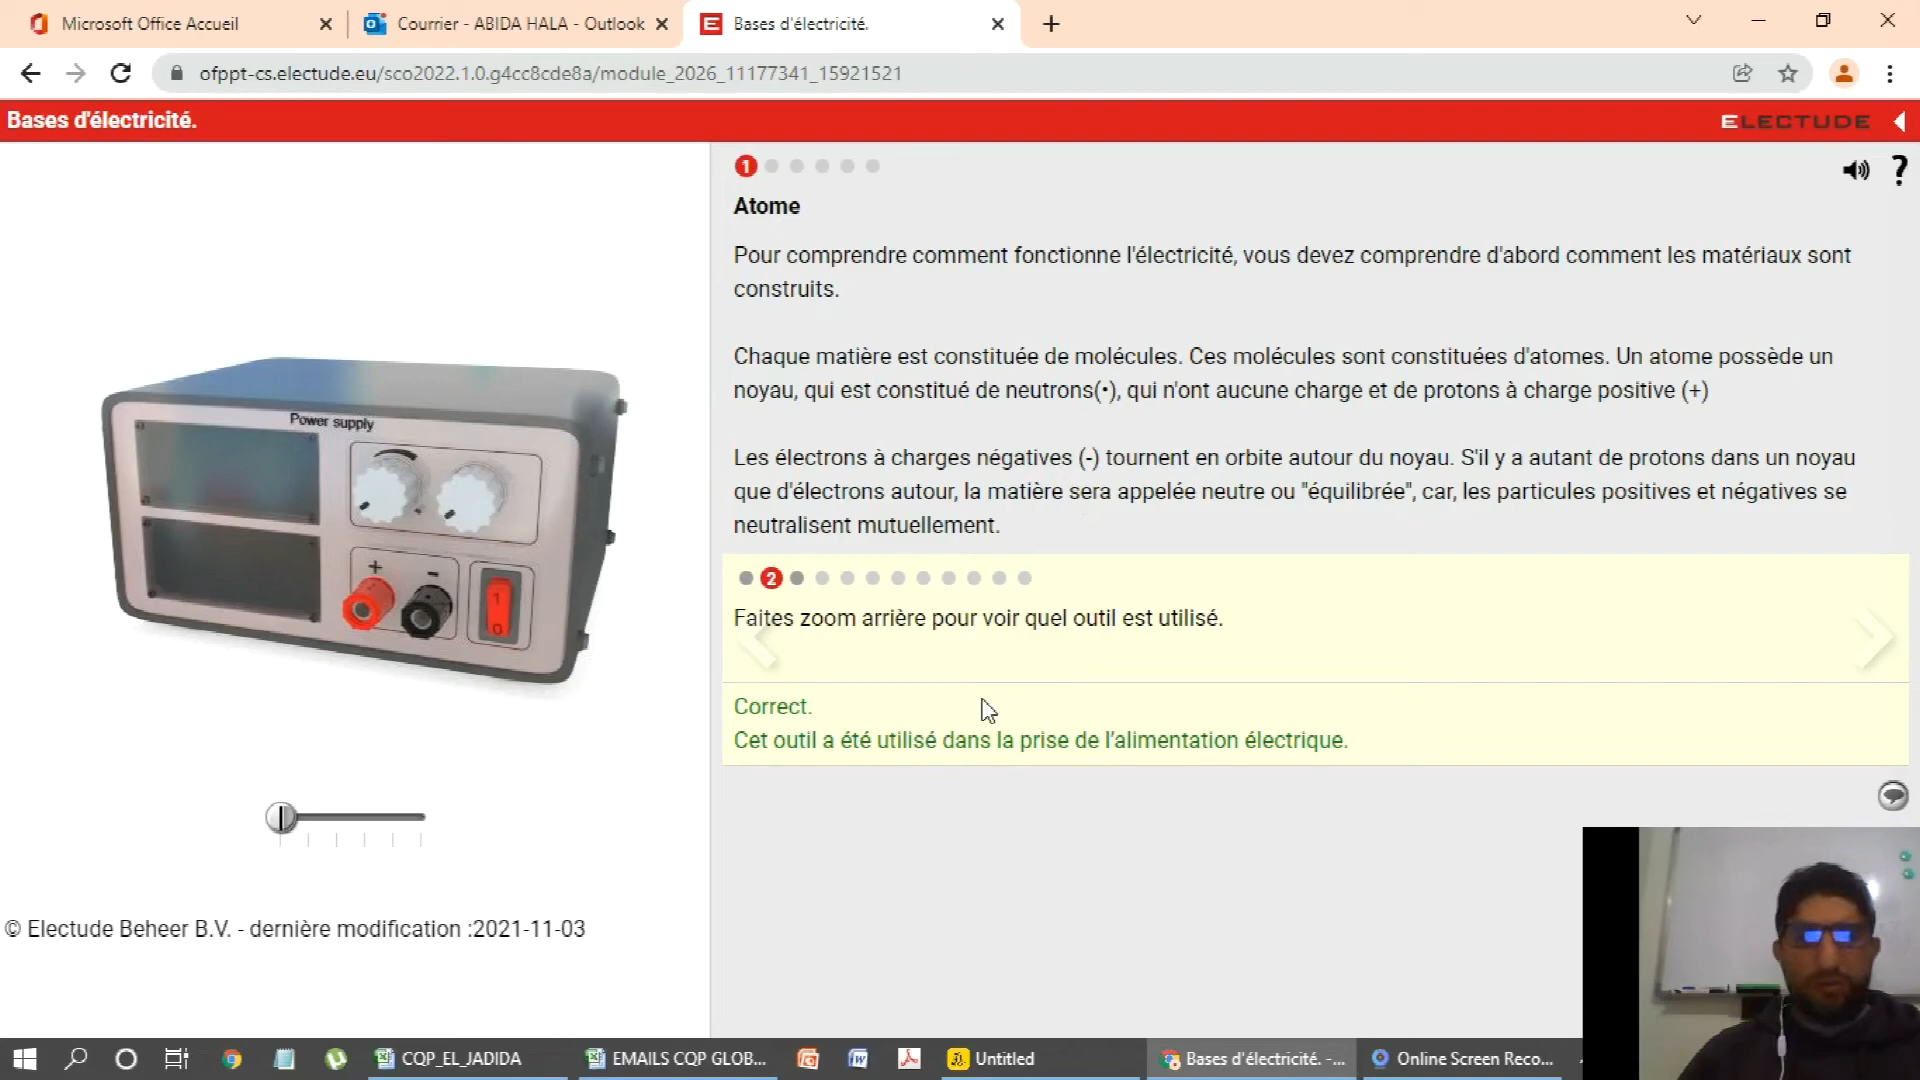 Microsoft Office Accueil
Courrier - ABIDA HALA - Outlook
Bases d'électricité.
ofppt-cs.electude.eu/sco2022.1.0.g4cc8cde8a/module_2026_11177341_15921521
Bases d'électricité.
ELECTUDE
1
?
Atome
Pour comprendre comment fonctionne l'électricité, vous devez comprendre d'abord comment les matériaux sont
construits.
Chaque matière est constituée de molécules. Ces molécules sont constituées d'atomes. Un atome possède un
noyau, qui est constitué de neutrons(•), qui n'ont aucune charge et de protons à charge positive (+)
Les électrons à charges négatives (-) tournent en orbite autour du noyau. S'il y a autant de protons dans un noyau
que d'électrons autour, la matière sera appelée neutre ou "équilibrée", car, les particules positives et négatives se
neutralisent mutuellement.
2
Faites zoom arrière pour voir quel outil est utilisé.
Correct.
Cet outil a été utilisé dans la prise de l'alimentation électrique.
Power supply
+ -
1
0
© Electude Beheer B.V. - dernière modification :2021-11-03
CQP_EL_JADIDA
EMAILS CQP GLOB...
Untitled
Bases d'électricité. -...
Online Screen Reco...